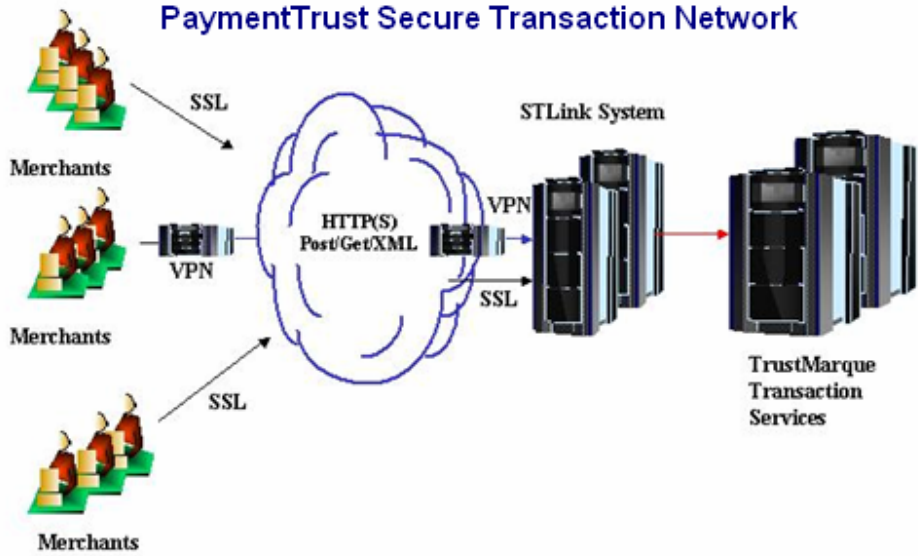 PaymentTrust Secure Transaction Network
SSL
STLink System
Merchants
HTTP(S)
Post/Get/XML
VPN
VPN
SSL
Merchants
SSL
TrustMarque
Transaction
Services
Merchants